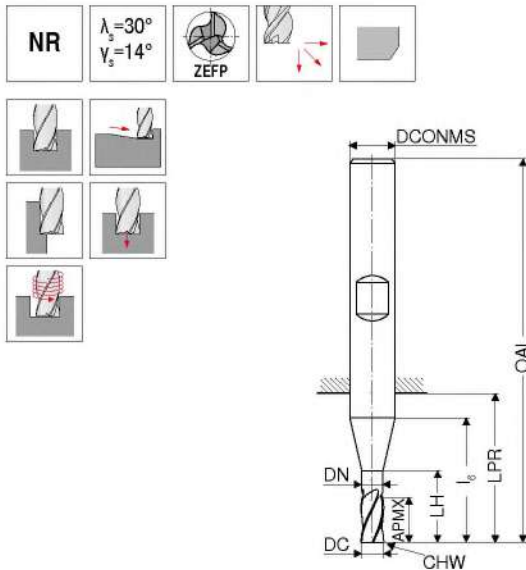 NR
λs=30°
γs=14°
ZEFP
DCONMS
OAL
LPR
l6
DN
LH
APMX
DC
CHW